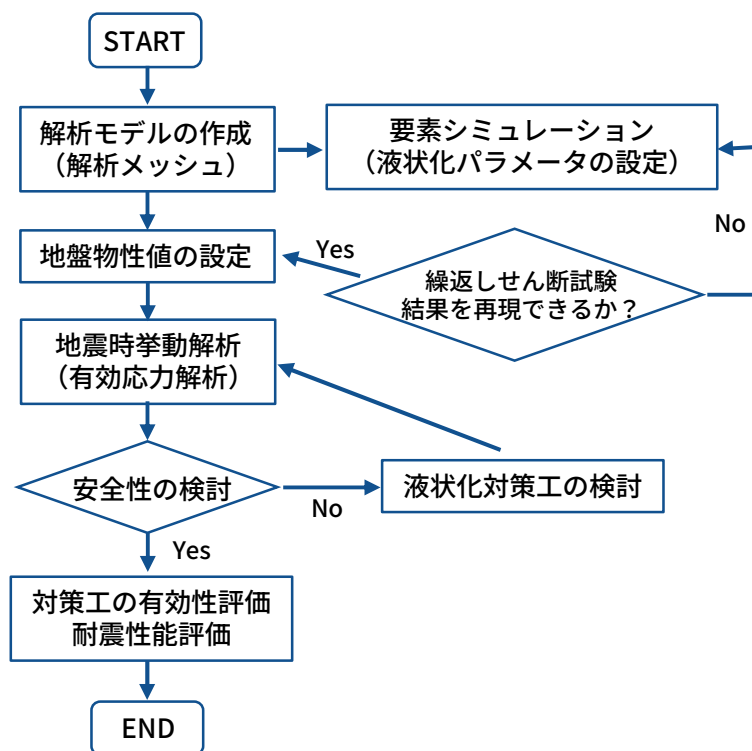 START
解析モデルの作成
（解析メッシュ）
要素シミュレーション
（液状化パラメータの設定）
地盤物性値の設定
Yes
繰返しせん断試験
結果を再現できるか？
No
地震時挙動解析
（有効応力解析）
安全性の検討
No
液状化対策工の検討
Yes
対策工の有効性評価
耐震性能評価
END